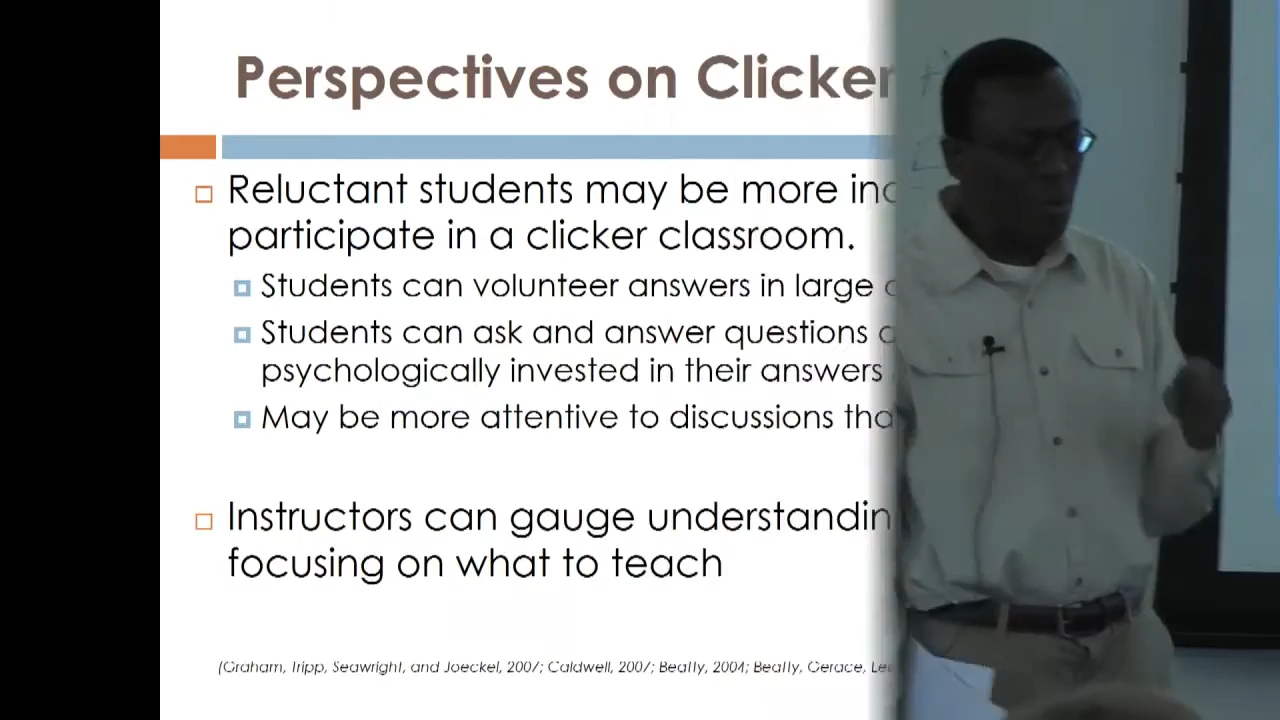 Perspectives on Clicker
Reluctant students may be more inc
participate in a clicker classroom.
Students can volunteer answers in large
Students can ask and answer questions
psychologically invested in their answers
May be more attentive to discussions tha
Instructors can gauge understandin
focusing on what to teach
(Graham, Tripp, Seawright, and Joeckel, 2007; Caldwell, 2007; Beatty, 2004; Beatty, Gerace, Le